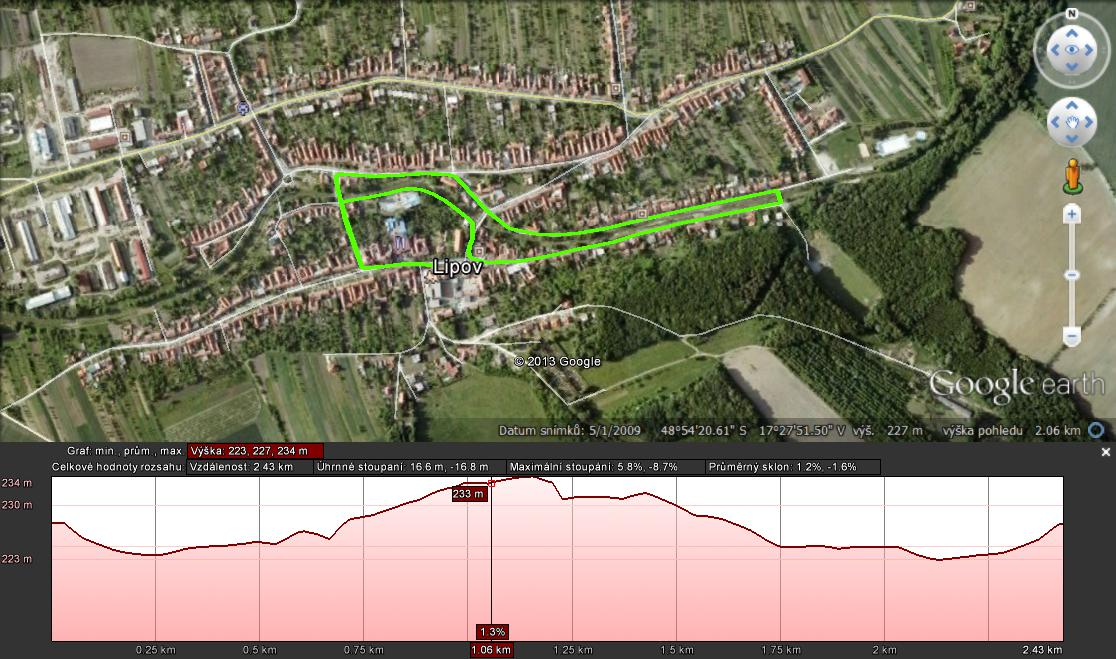 N
Lipov
© 2013 Google
Google earth
Datum snímků: 5/1/2009 48°54'20.61" S 17°27'51.50" V výš. 227 m výška pohledu 2.06 km
Graf: min., prům., max. Výška: 223, 227, 234 m
Celkové hodnoty rozsahu: Vzdálenost: 2.43 km Úhrnné stoupání: 16.6 m, -16.8 m Maximální stoupání: 5.8%, -8.7% Průměrný sklon: 1.2%, -1.6%
234 m
233 m
230 m
223 m
1.3%
0.25 km 0.5 km 0.75 km 1.06 km 1.25 km 1.5 km 1.75 km 2 km 2.43 km